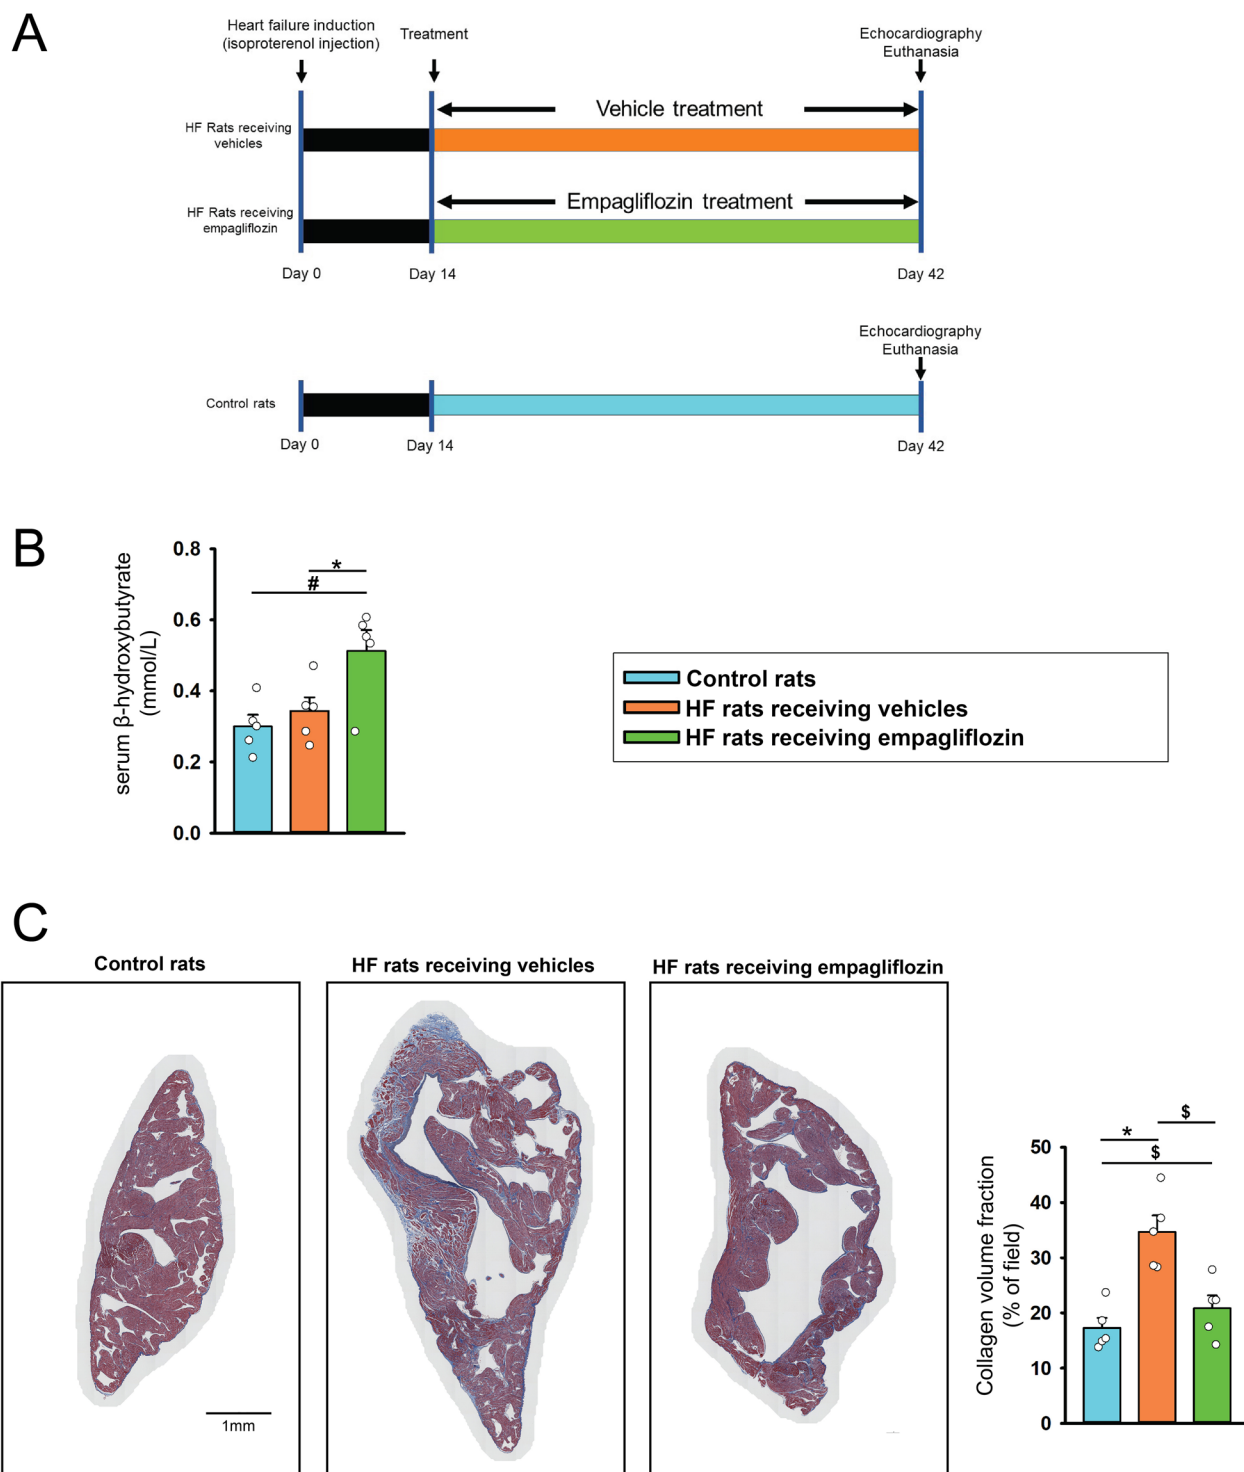 A
Heart failure induction
(isoproterenol injection)
Treatment
Echocardiography
Euthanasia
HF Rats receiving
vehicles
Vehicle treatment
HF Rats receiving
empagliflozin
Empagliflozin treatment
Day 0
Day 14
Day 42
Echocardiography
Euthanasia
Control rats
Day 0
Day 14
Day 42
B
serum β-hydroxybutyrate
(mmol/L)
0.8
0.6
0.4
0.2
0.0
*
#
Control rats
HF rats receiving vehicles
HF rats receiving empagliflozin
C
Control rats
HF rats receiving vehicles
HF rats receiving empagliflozin
1mm
Collagen volume fraction
(% of field)
50
40
30
20
10
0
$
*
$